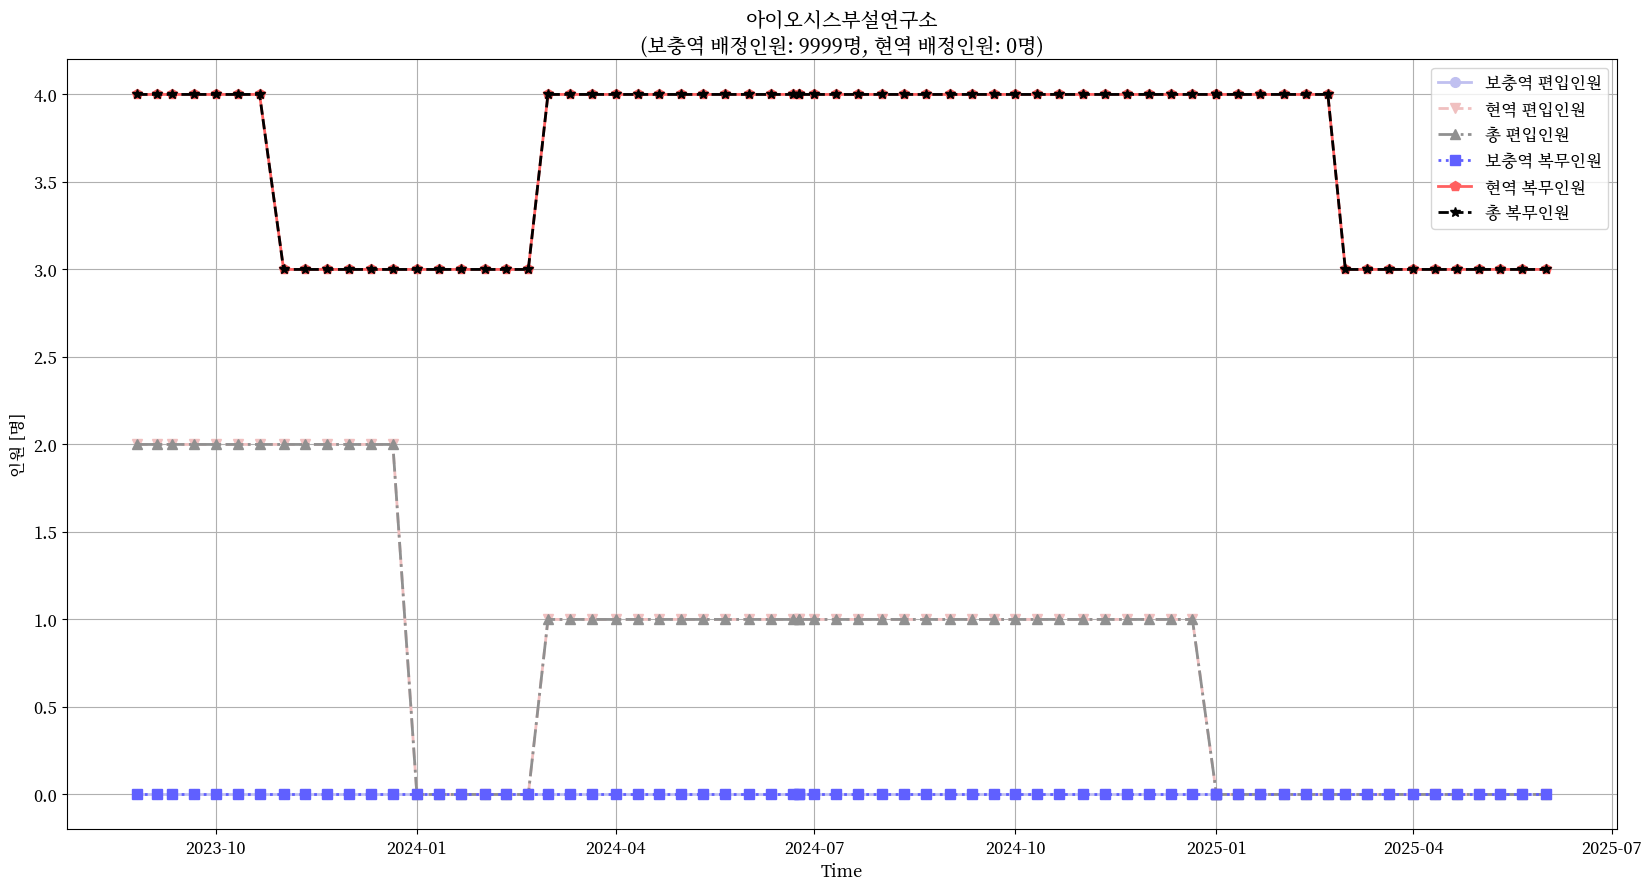 아이오시스부설연구소
(보충역 배정인원: 9999명, 현역 배정인원: 0명)
보충역 편입인원
현역 편입인원
총 편입인원
보충역 복무인원
현역 복무인원
총 복무인원
4.0
3.5
3.0
2.5
2.0
1.5
1.0
0.5
0.0
인원 [명]
2023-10
2024-01
2024-04
2024-07
2024-10
2025-01
2025-04
2025-07
Time